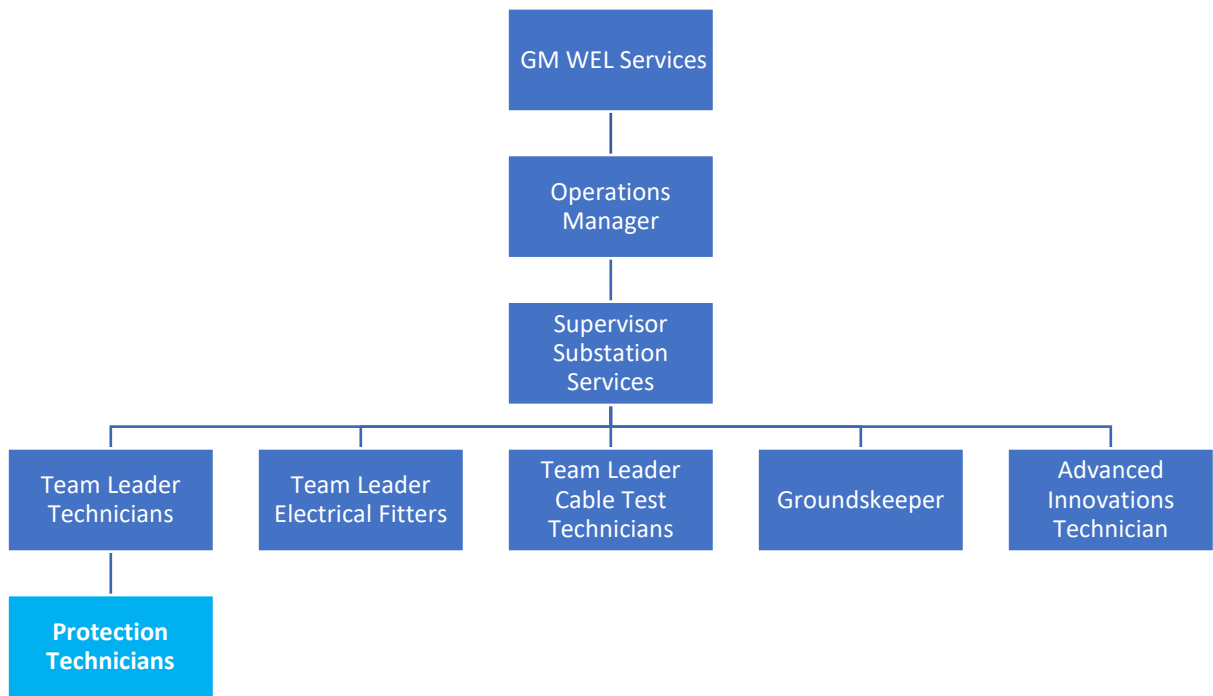 GM WEL Services
Operations
Manager
Supervisor
Substation
Services
Team Leader
Technicians
Team Leader
Electrical Fitters
Team Leader
Cable Test
Technicians
Groundskeeper
Advanced
Innovations
Technician
Protection
Technicians